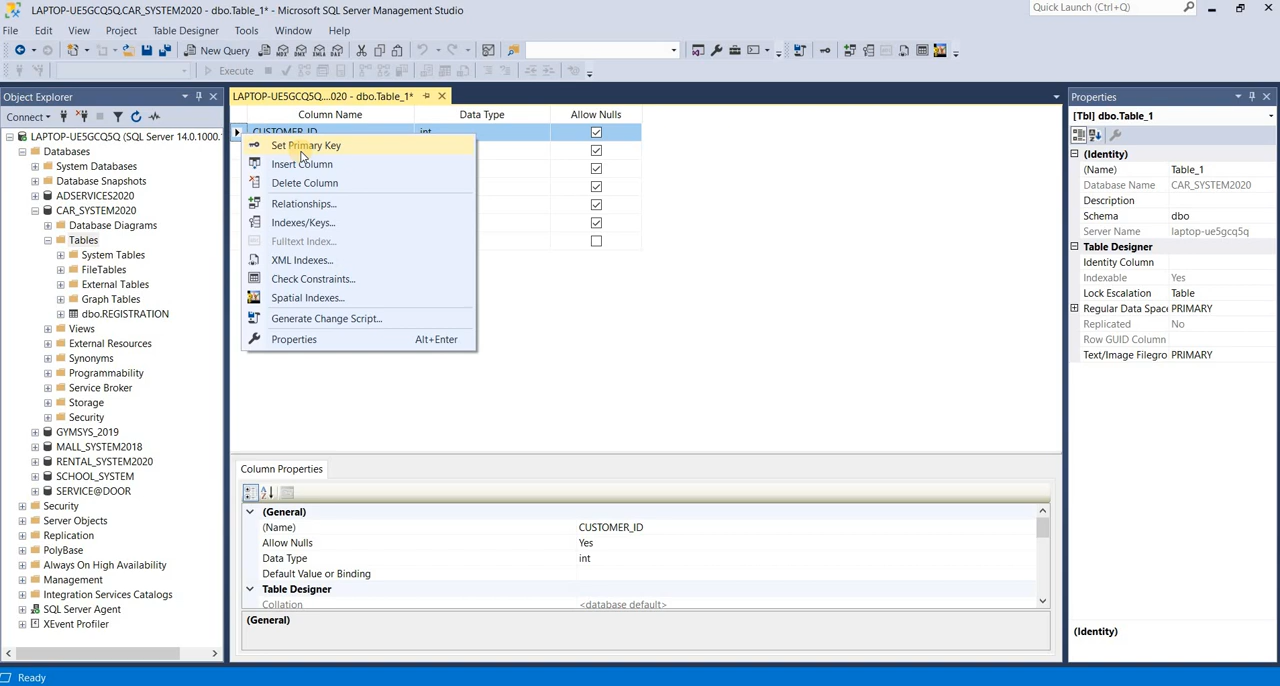 LAPTOP-UE5GCQ5Q.CAR_SYSTEM2020 - dbo.Table_1* - Microsoft SQL Server Management Studio
Quick Launch (Ctrl+Q)
File Edit View Project Table Designer Tools Window Help
New Query
MDX DMX XMLA DAX
Execute
Object Explorer
LAPTOP-UE5GCQ5Q....020 - dbo.Table_1*
Properties
Connect
[Tbl] dbo.Table_1
LAPTOP-UE5GCQ5Q (SQL Server 14.0.1000.
Databases
System Databases
Database Snapshots
ADSERVICES2020
CAR_SYSTEM2020
Database Diagrams
Tables
System Tables
FileTables
External Tables
Graph Tables
dbo.REGISTRATION
Views
External Resources
Synonyms
Programmability
Service Broker
Storage
Security
GYMSYS_2019
MALL_SYSTEM2018
RENTAL_SYSTEM2020
SCHOOL_SYSTEM
SERVICE@DOOR
Security
Server Objects
Replication
PolyBase
Always On High Availability
Management
Integration Services Catalogs
SQL Server Agent
XEvent Profiler
Column Name Data Type Allow Nulls
CUSTOMER_ID int
Set Primary Key
Insert Column
Delete Column
Relationships...
Indexes/Keys...
Fulltext Index...
XML Indexes...
Check Constraints...
Spatial Indexes...
Generate Change Script...
Properties Alt+Enter
Column Properties
(General)
(Name) CUSTOMER_ID
Allow Nulls Yes
Data Type int
Default Value or Binding
Table Designer
Collation <database default>
(General)
(Identity)
(Name) Table_1
Database Name CAR_SYSTEM2020
Description
Schema dbo
Server Name laptop-ue5gcq5q
Table Designer
Identity Column
Indexable Yes
Lock Escalation Table
Regular Data Space PRIMARY
Replicated No
Row GUID Column
Text/Image Filegro PRIMARY
(Identity)
Ready